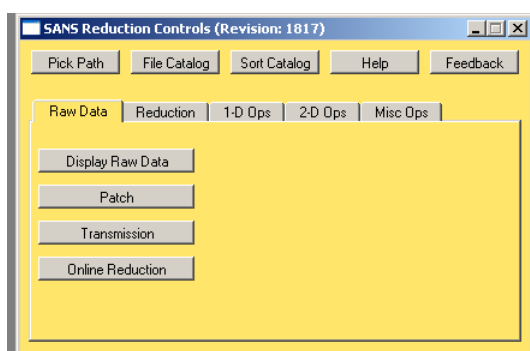 SANS Reduction Controls (Revision: 1817)
Pick Path File Catalog Sort Catalog Help Feedback
Raw Data Reduction 1-D Ops 2-D Ops Misc Ops
Display Raw Data
Patch
Transmission
Online Reduction